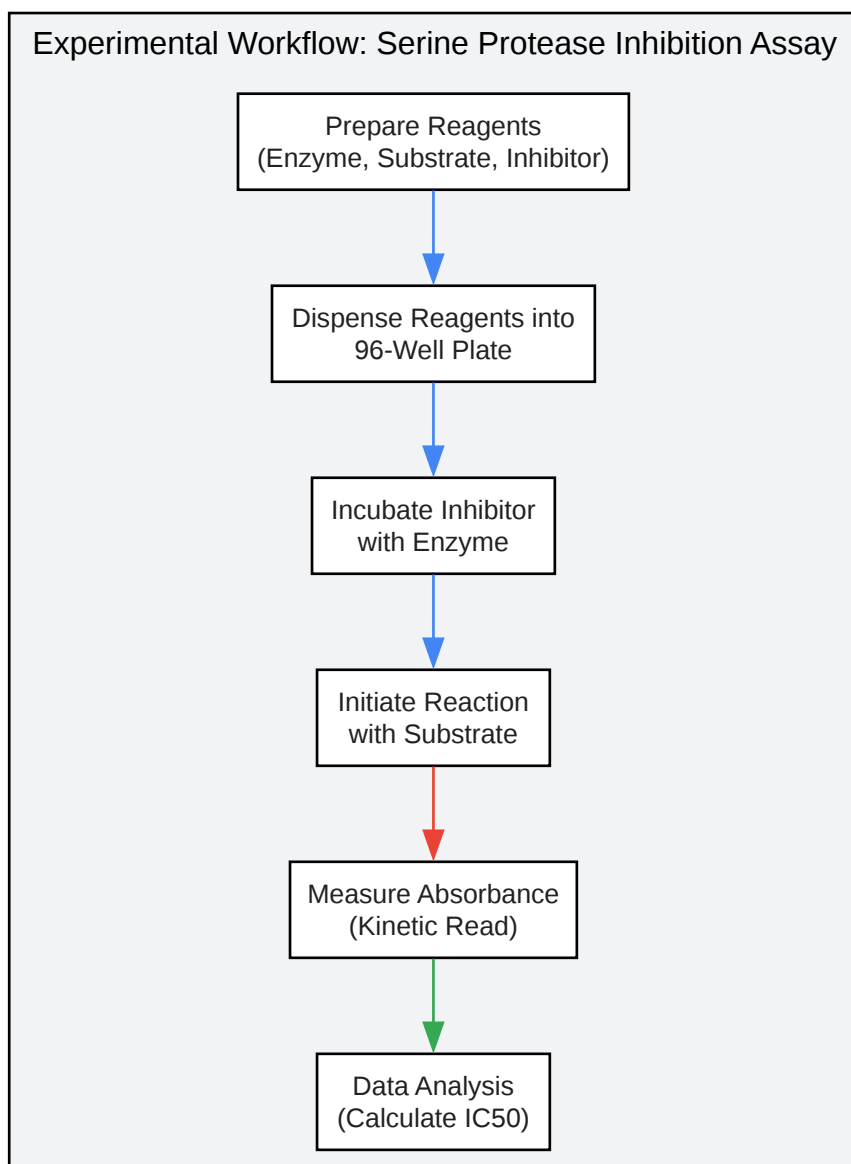 Experimental Workflow: Serine Protease Inhibition Assay
Prepare Reagents
(Enzyme, Substrate, Inhibitor)
Dispense Reagents into
96-Well Plate
Incubate Inhibitor
with Enzyme
Initiate Reaction
with Substrate
Measure Absorbance
(Kinetic Read)
Data Analysis
(Calculate IC50)